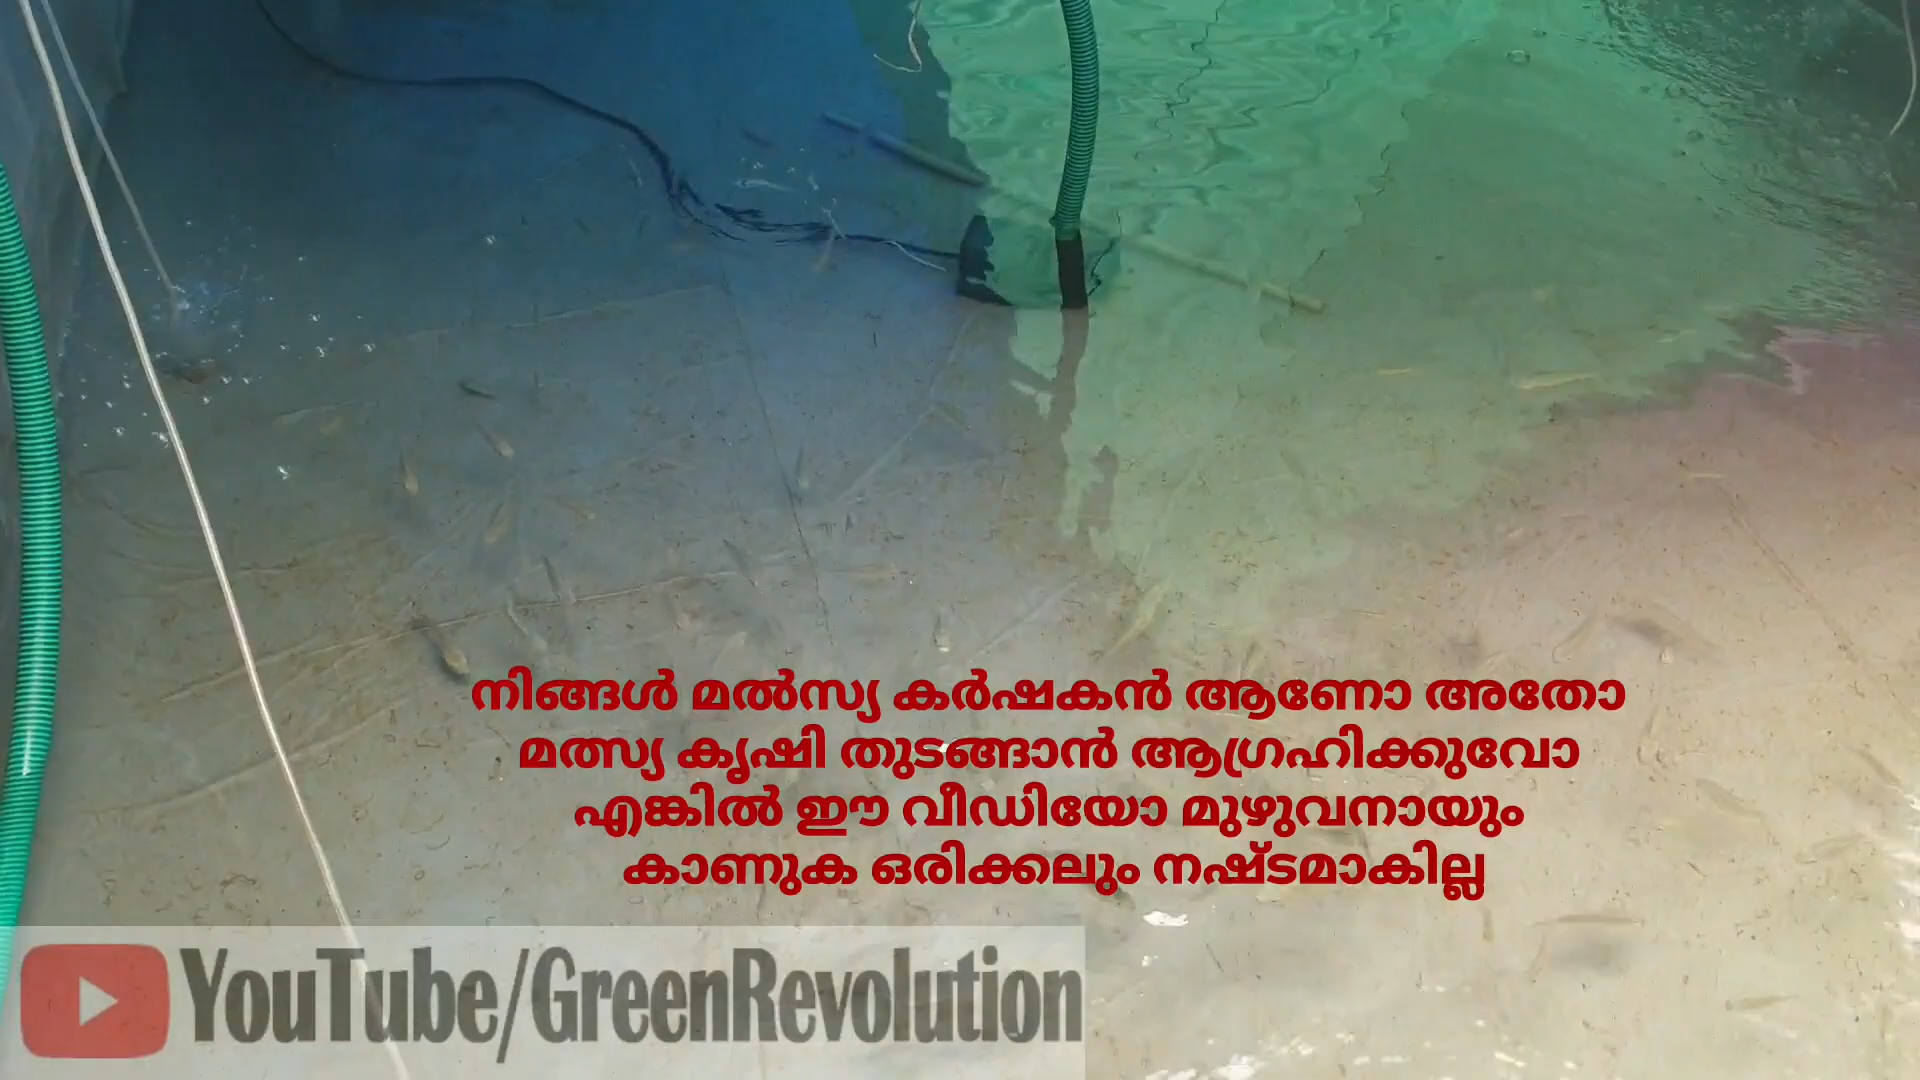 നിങ്ങൾ മൽസ്യ കർഷകൻ ആണോ അതോ
മത്സ്യ കൃഷി തുടങ്ങാൻ ആഗ്രഹിക്കുവോ
എങ്കിൽ ഈ വീഡിയോ മുഴുവനായും
കാണുക ഒരിക്കലും നഷ്ടമാകില്ല
YouTube/GreenRevolution